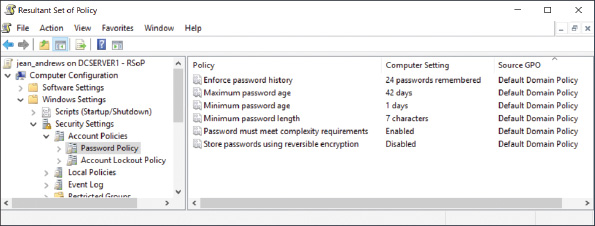 Resultant Set of Policy
File Action View Favorites Window Help
jean_andrews on DCSERVER1 - RSoP
Computer Configuration
Software Settings
Windows Settings
Scripts (Startup/Shutdown)
Security Settings
Account Policies
Password Policy
Account Lockout Policy
Local Policies
Event Log
Restricted Groups
Policy Computer Setting Source GPO
Enforce password history 24 passwords remembered Default Domain Policy
Maximum password age 42 days Default Domain Policy
Minimum password age 1 days Default Domain Policy
Minimum password length 7 characters Default Domain Policy
Password must meet complexity requirements Enabled Default Domain Policy
Store passwords using reversible encryption Disabled Default Domain Policy